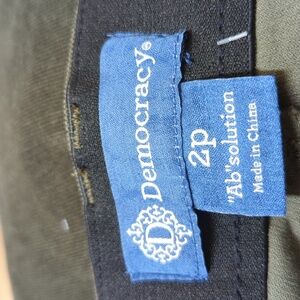 D
Democracy®
2p
"Ab"solution
Made in China